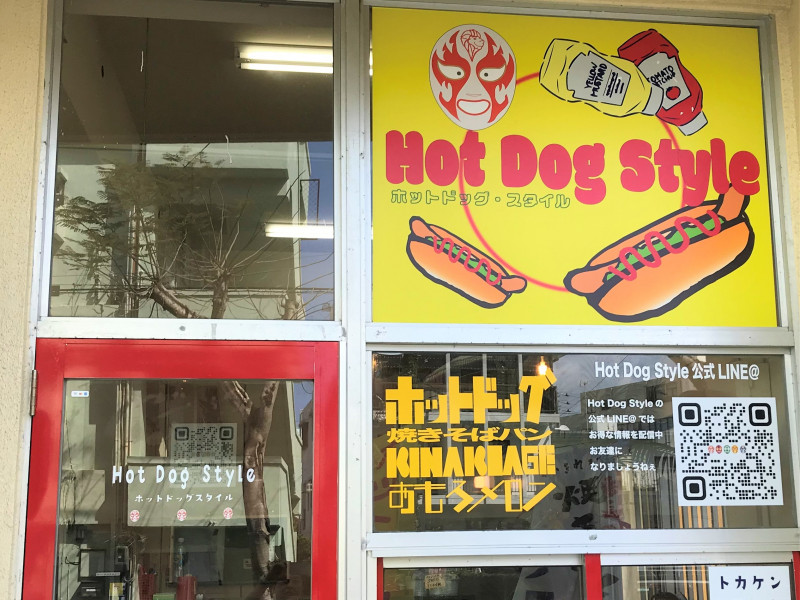 YELLOW
MUSTARD
TOMATO
KETCHUP
Hot Dog Style
ホットドッグ・スタイル
ホットドッグ
焼きそばパン
KINAKOAGE
おもろメロン
Hot Dog Style 公式 LINE@
Hot Dog Styleの
公式LINE@では
お得な情報を配信中
お友達に
なりましょうねぇ
Hot Dog Style
ホットドッグスタイル
トカケン